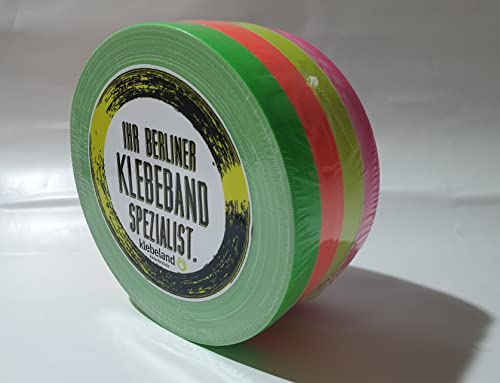 IHR BERLINER
KLEBEBAND
SPEZIALIST.
klebeland